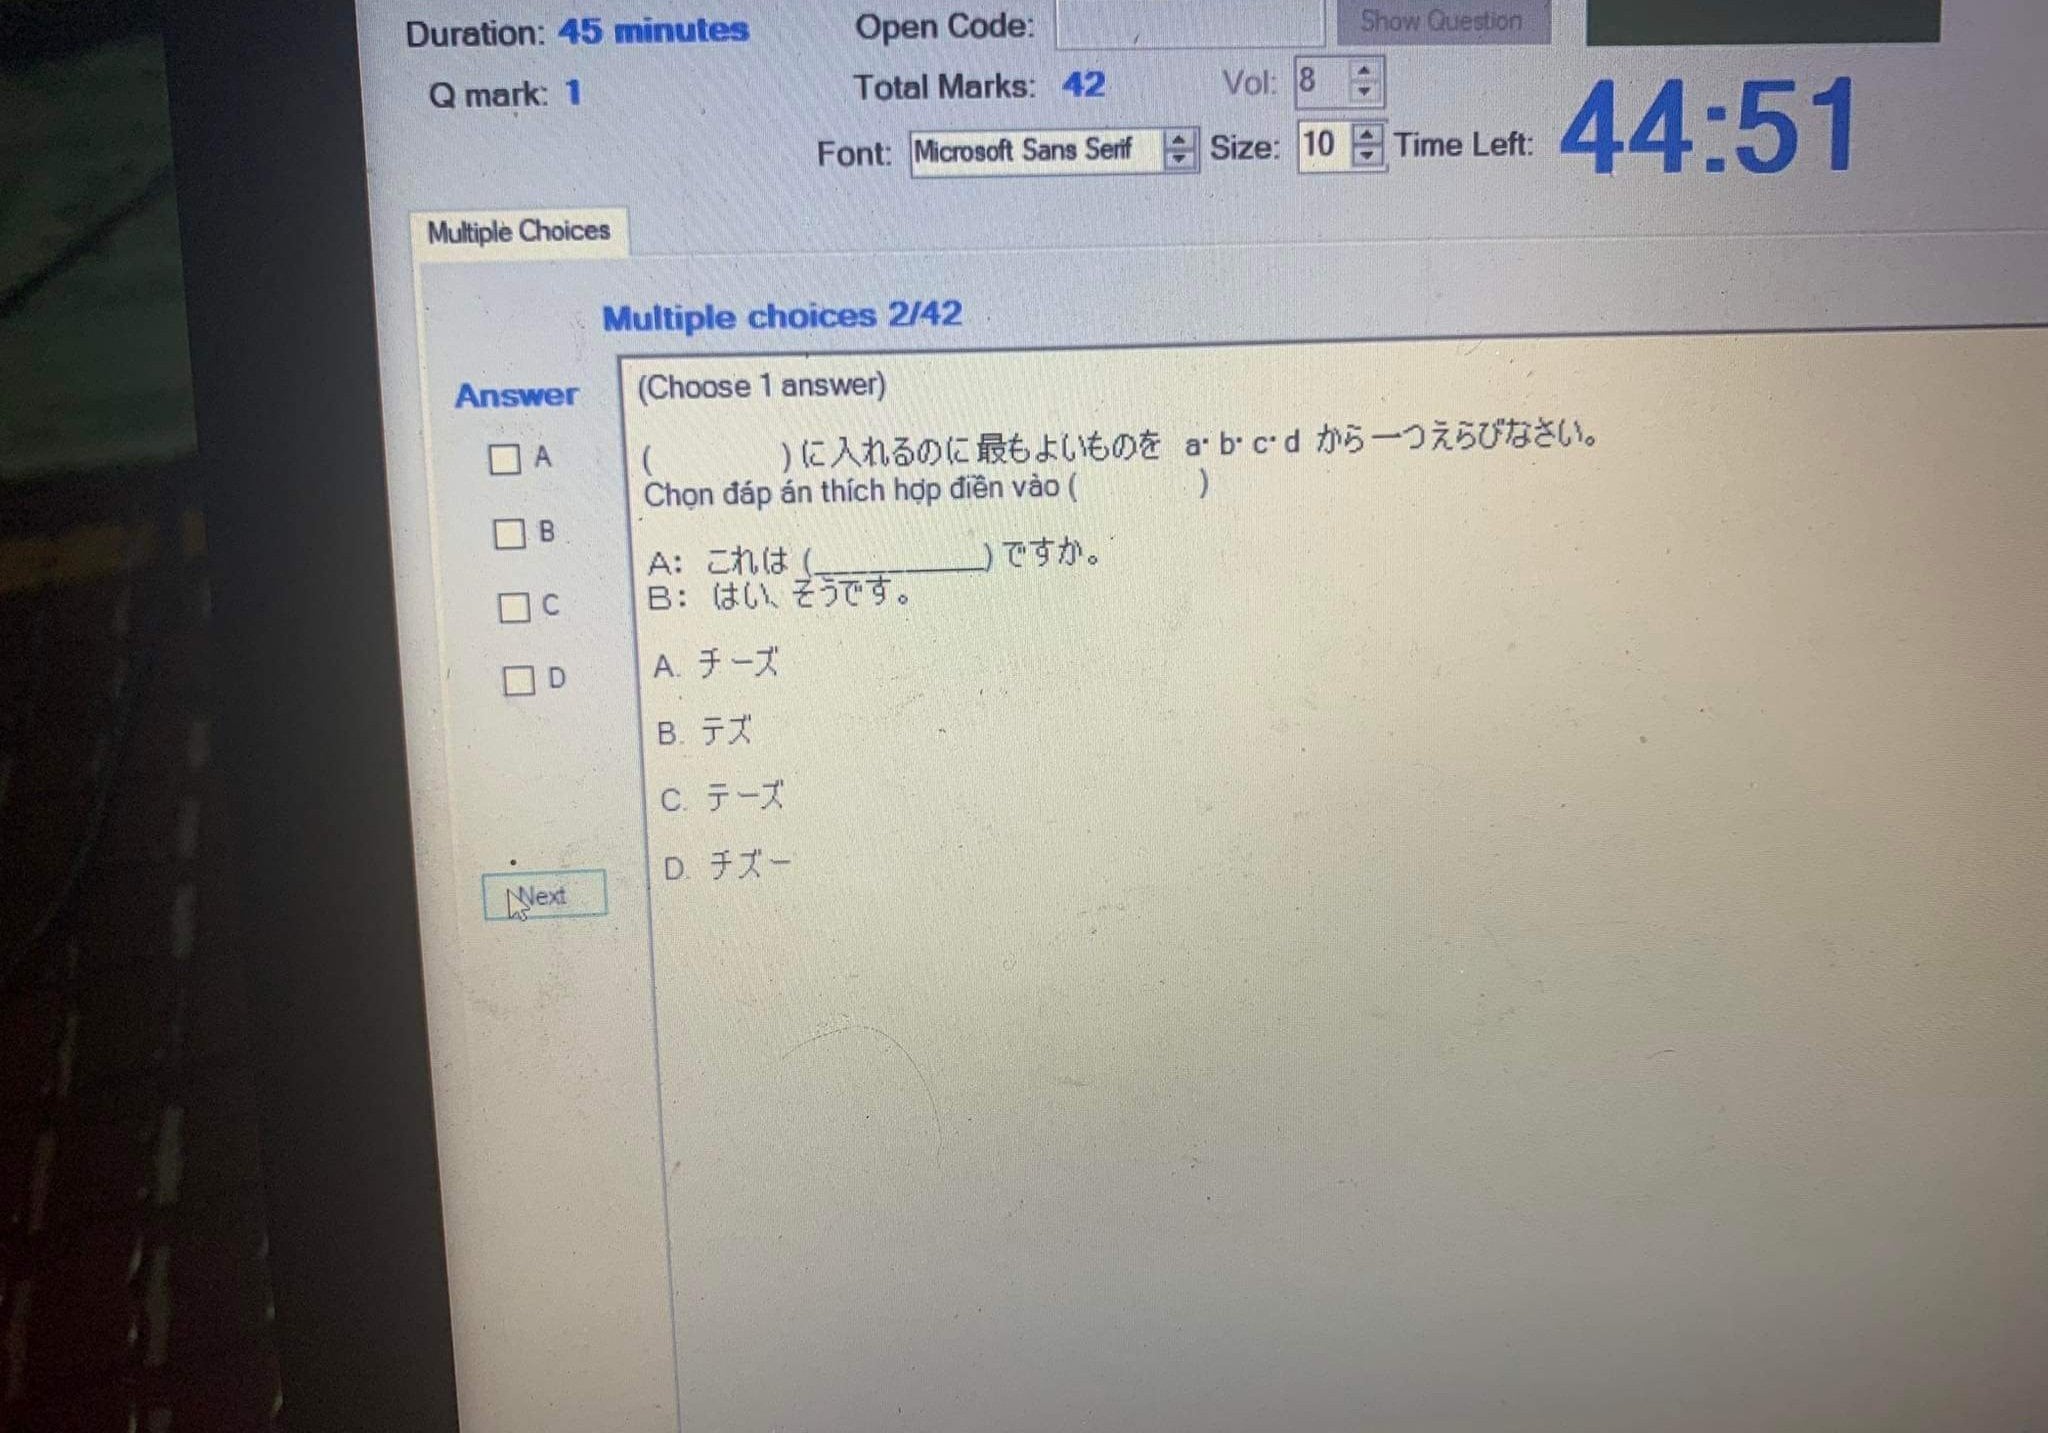 Duration: 45 minutes
Open Code:
Show Question
Q mark: 1
Total Marks: 42
Vol: 8
Font: Microsoft Sans Serif
Size: 10
Time Left: 44:51
Multiple Choices
Multiple choices 2/42
Answer
(Choose 1 answer)
A
( )に入れるのに最もよいものを a・b・c・d から一つえらびなさい。
Chọn đáp án thích hợp điền vào ( )
B
A: これは (__________) ですか。
B: はい、そうです。
C
D
A. チーズ
B. テズ
C. テーズ
D. チズー
Next